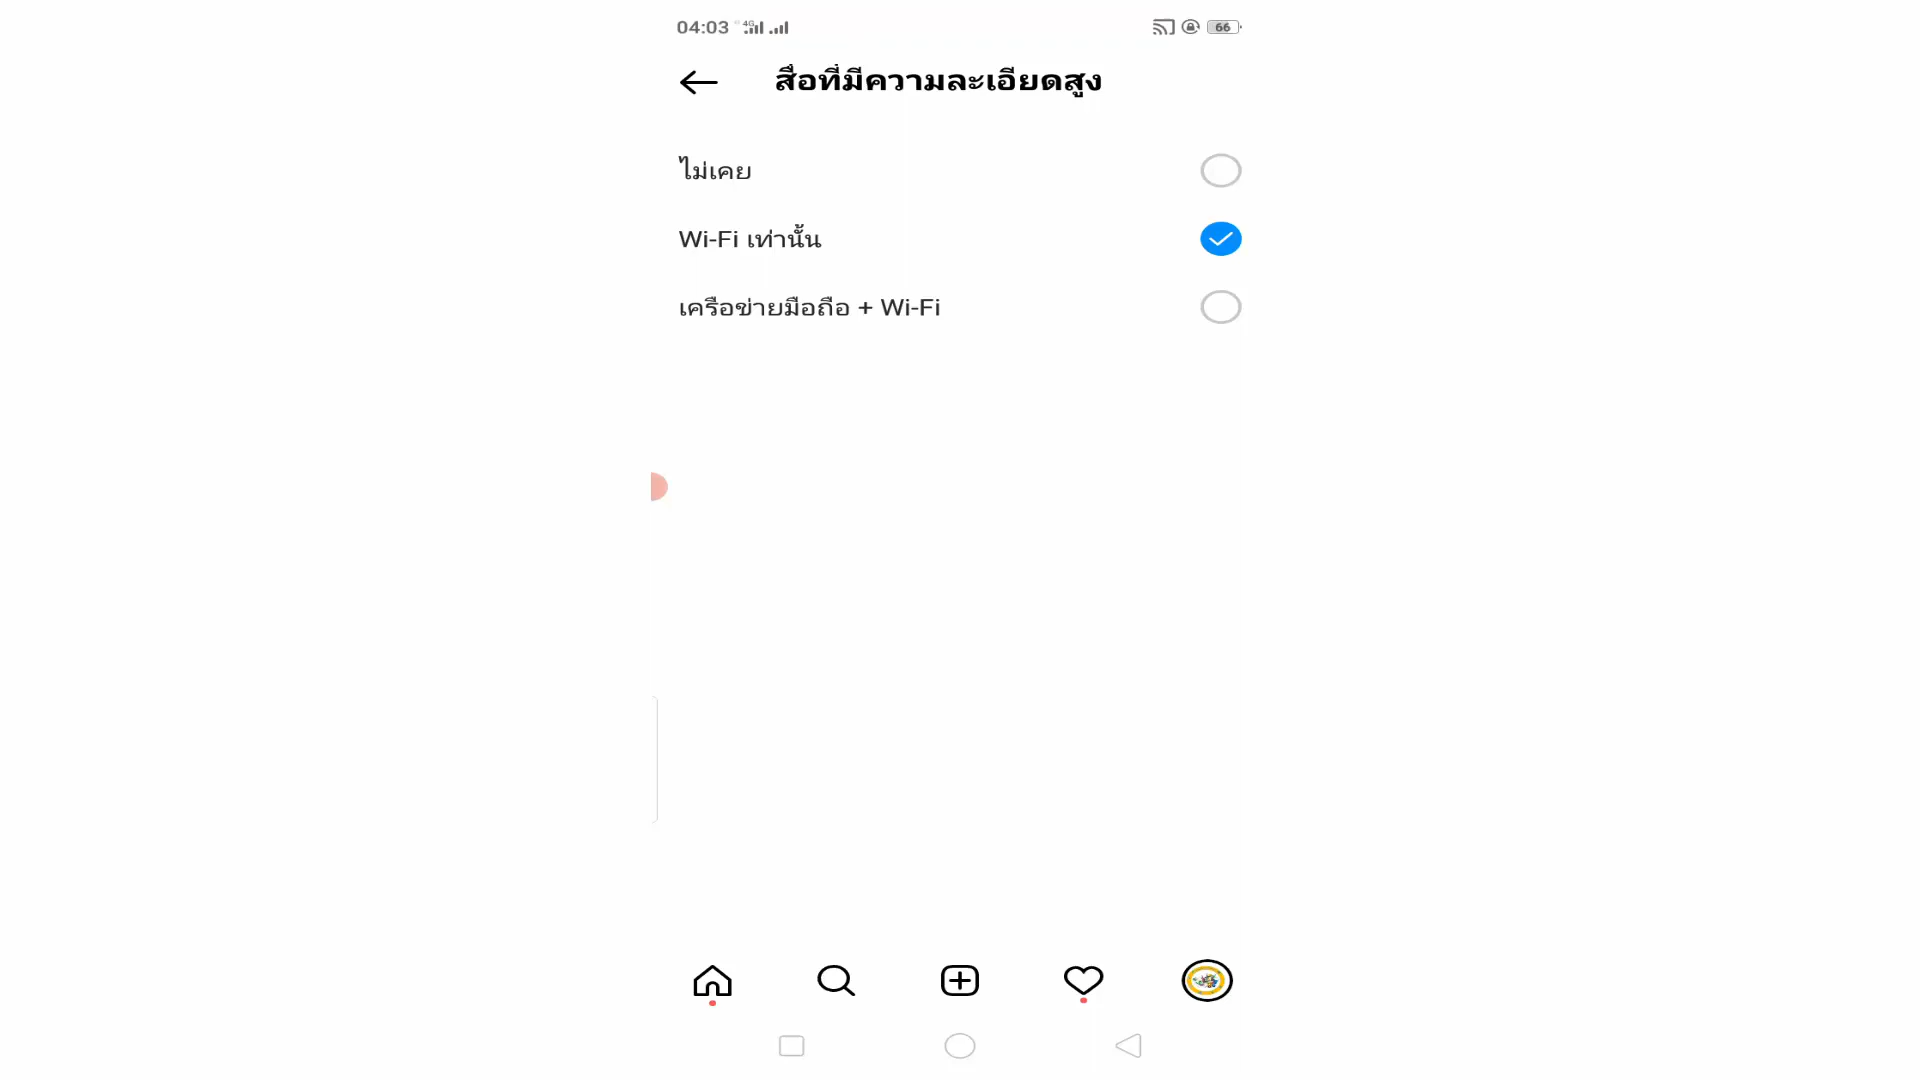 04:03 4G 66
สื่อที่มีความละเอียดสูง
ไม่เคย
Wi-Fi เท่านั้น
เครือข่ายมือถือ + Wi-Fi